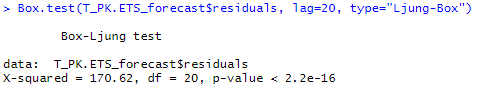 > Box.test(T_PK.ETS_forecast$residuals, lag=20, type="Ljung-Box")
Box-Ljung test
data:  T_PK.ETS_forecast$residuals
X-squared = 170.62, df = 20, p-value < 2.2e-16